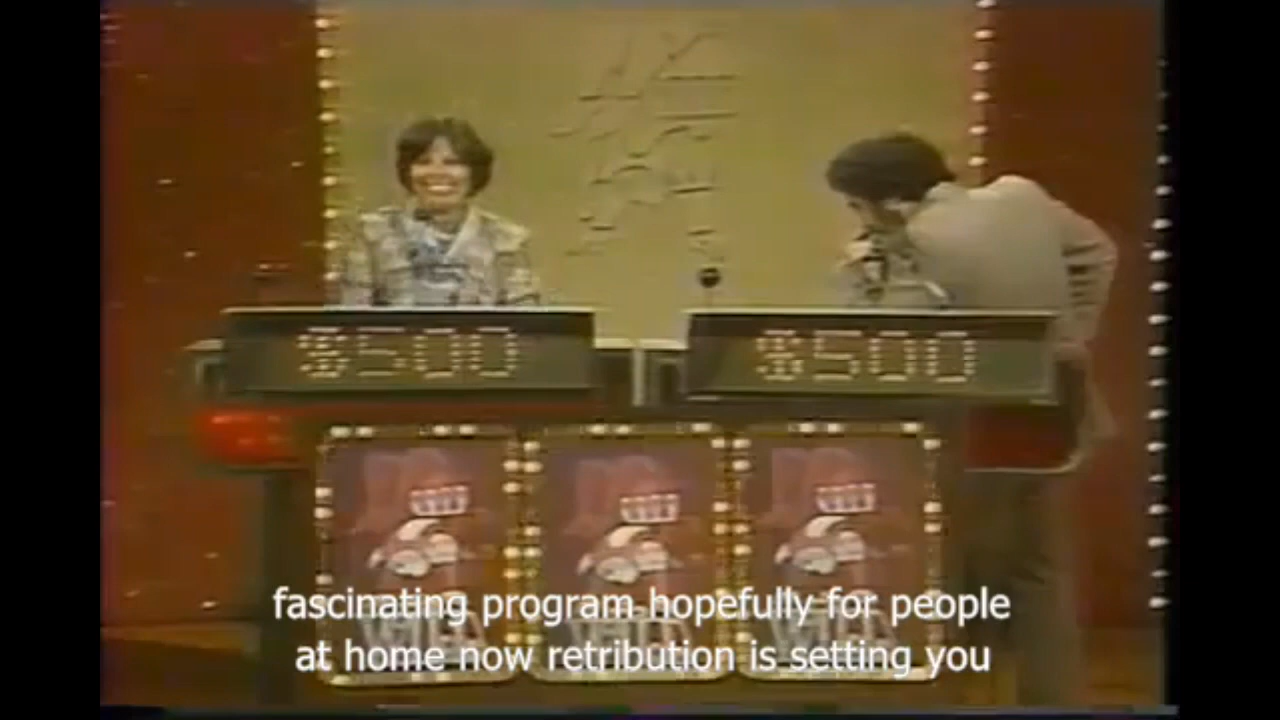 $500
$500
fascinating program hopefully for people
at home now retribution is setting you